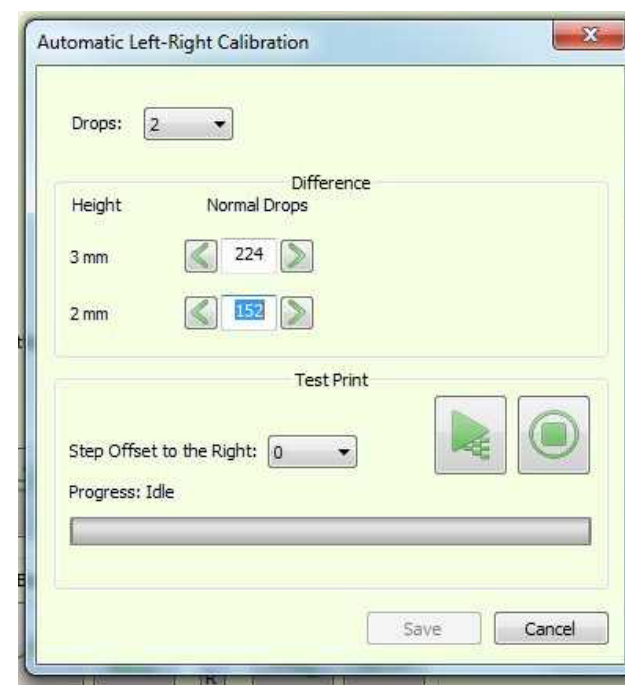 Automatic Left-Right Calibration
Drops: 2
Difference
Height Normal Drops
3 mm 224
2 mm 152
Test Print
Step Offset to the Right: 0
Progress: Idle
Save Cancel